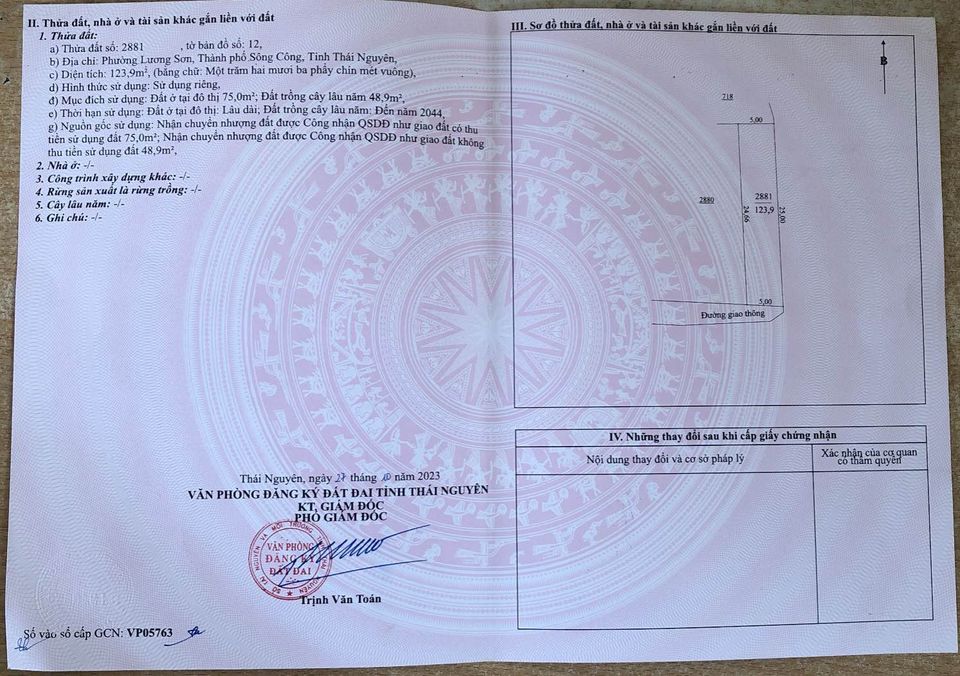 II. Thửa đất, nhà ở và tài sản khác gắn liền với đất
1. Thửa đất:
a) Thửa đất số: 2881 , tờ bản đồ số: 12,
b) Địa chỉ: Phường Lương Sơn, Thành phố Sông Công, Tỉnh Thái Nguyên,
c) Diện tích: 123,9m², (bằng chữ: Một trăm hai mươi ba phẩy chín mét vuông),
d) Hình thức sử dụng: Sử dụng riêng,
đ) Mục đích sử dụng: Đất ở tại đô thị 75,0m²; Đất trồng cây lâu năm 48,9m²,
e) Thời hạn sử dụng: Đất ở tại đô thị: Lâu dài; Đất trồng cây lâu năm: Đến năm 2044,
g) Nguồn gốc sử dụng: Nhận chuyển nhượng đất được Công nhận QSDĐ như giao đất có thu
tiền sử dụng đất 75,0m²; Nhận chuyển nhượng đất được Công nhận QSDĐ như giao đất không
thu tiền sử dụng đất 48,9m²,
2. Nhà ở: -/-
3. Công trình xây dựng khác: -/-
4. Rừng sản xuất là rừng trồng: -/-
5. Cây lâu năm: -/-
6. Ghi chú: -/-
Thái Nguyên, ngày 27 tháng 10 năm 2023
VĂN PHÒNG ĐĂNG KÝ ĐẤT ĐAI TỈNH THÁI NGUYÊN
KT, GIÁM ĐỐC
PHÓ GIÁM ĐỐC
VĂN PHÒNG
ĐĂNG KÝ
ĐẤT ĐAI
Trịnh Văn Toán
Số vào sổ cấp GCN: VP05763
III. Sơ đồ thửa đất, nhà ở và tài sản khác gắn liền với đất
B
218
5,00
2880
2881
123,9
24,66
25,00
5,00
Đường giao thông
IV. Những thay đổi sau khi cấp giấy chứng nhận
Nội dung thay đổi và cơ sở pháp lý
Xác nhận của cơ quan
có thẩm quyền